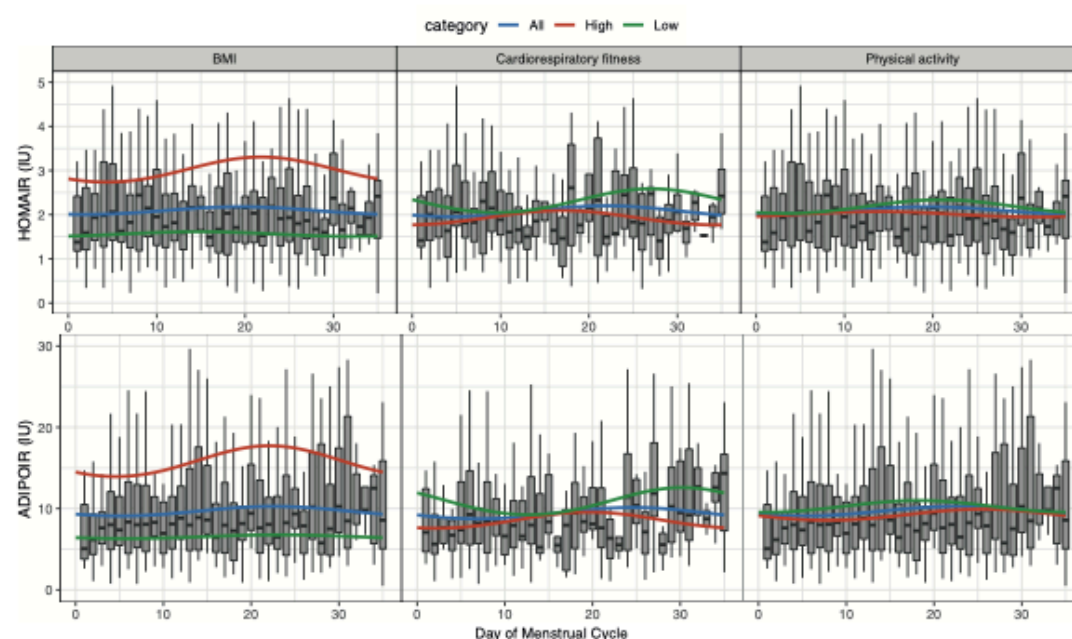 category All High Low
BMI Cardiorespiratory fitness Physical activity
HOMAIR (IU)
5
4
3
2
1
0
0 10 20 30 0 10 20 30 0 10 20 30
ADIPOIR (IU)
30
20
10
0
0 10 20 30 0 10 20 30 0 10 20 30
Day of Menstrual Cycle